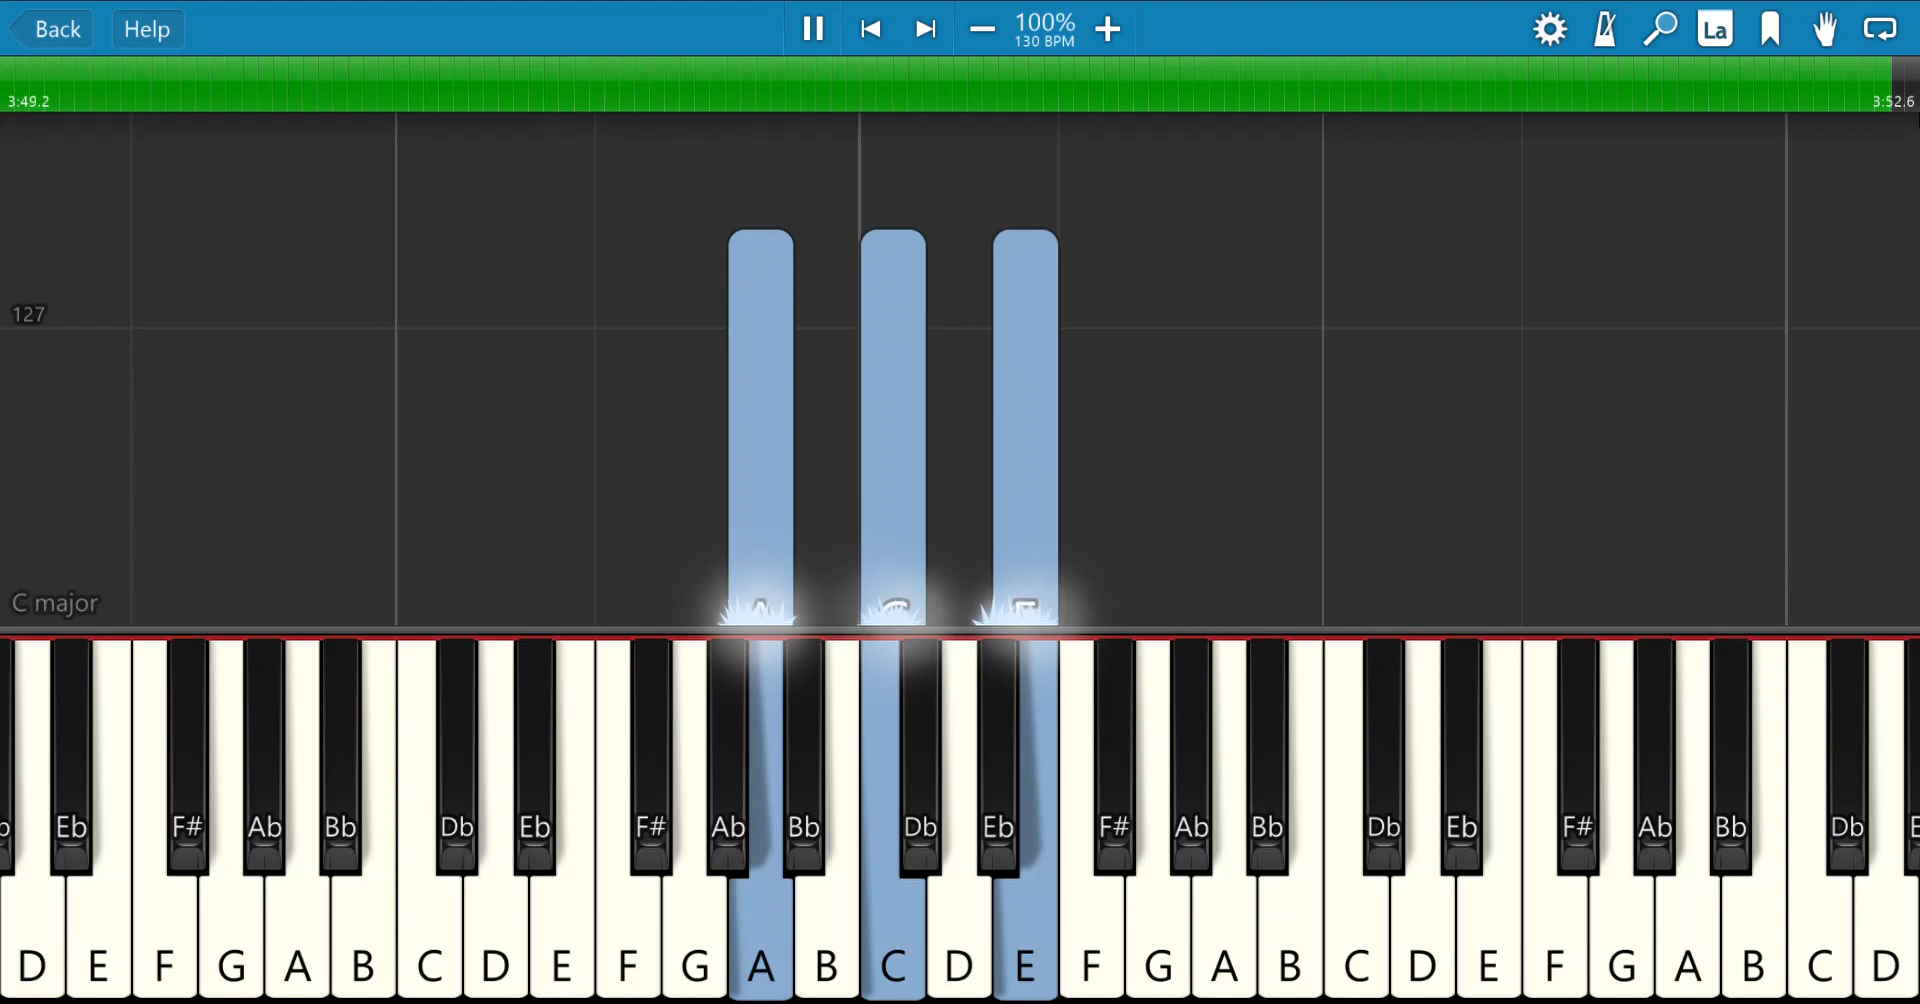 Back Help 100% La
130 BPM
3:49.2 3:52.6
127
A C E
C major
Eb F# Ab Bb Db Eb F# Ab Bb Db Eb F# Ab Bb Db Eb F# Ab Bb Db
D E F G A B C D E F G A B C D E F G A B C D E F G A B C D